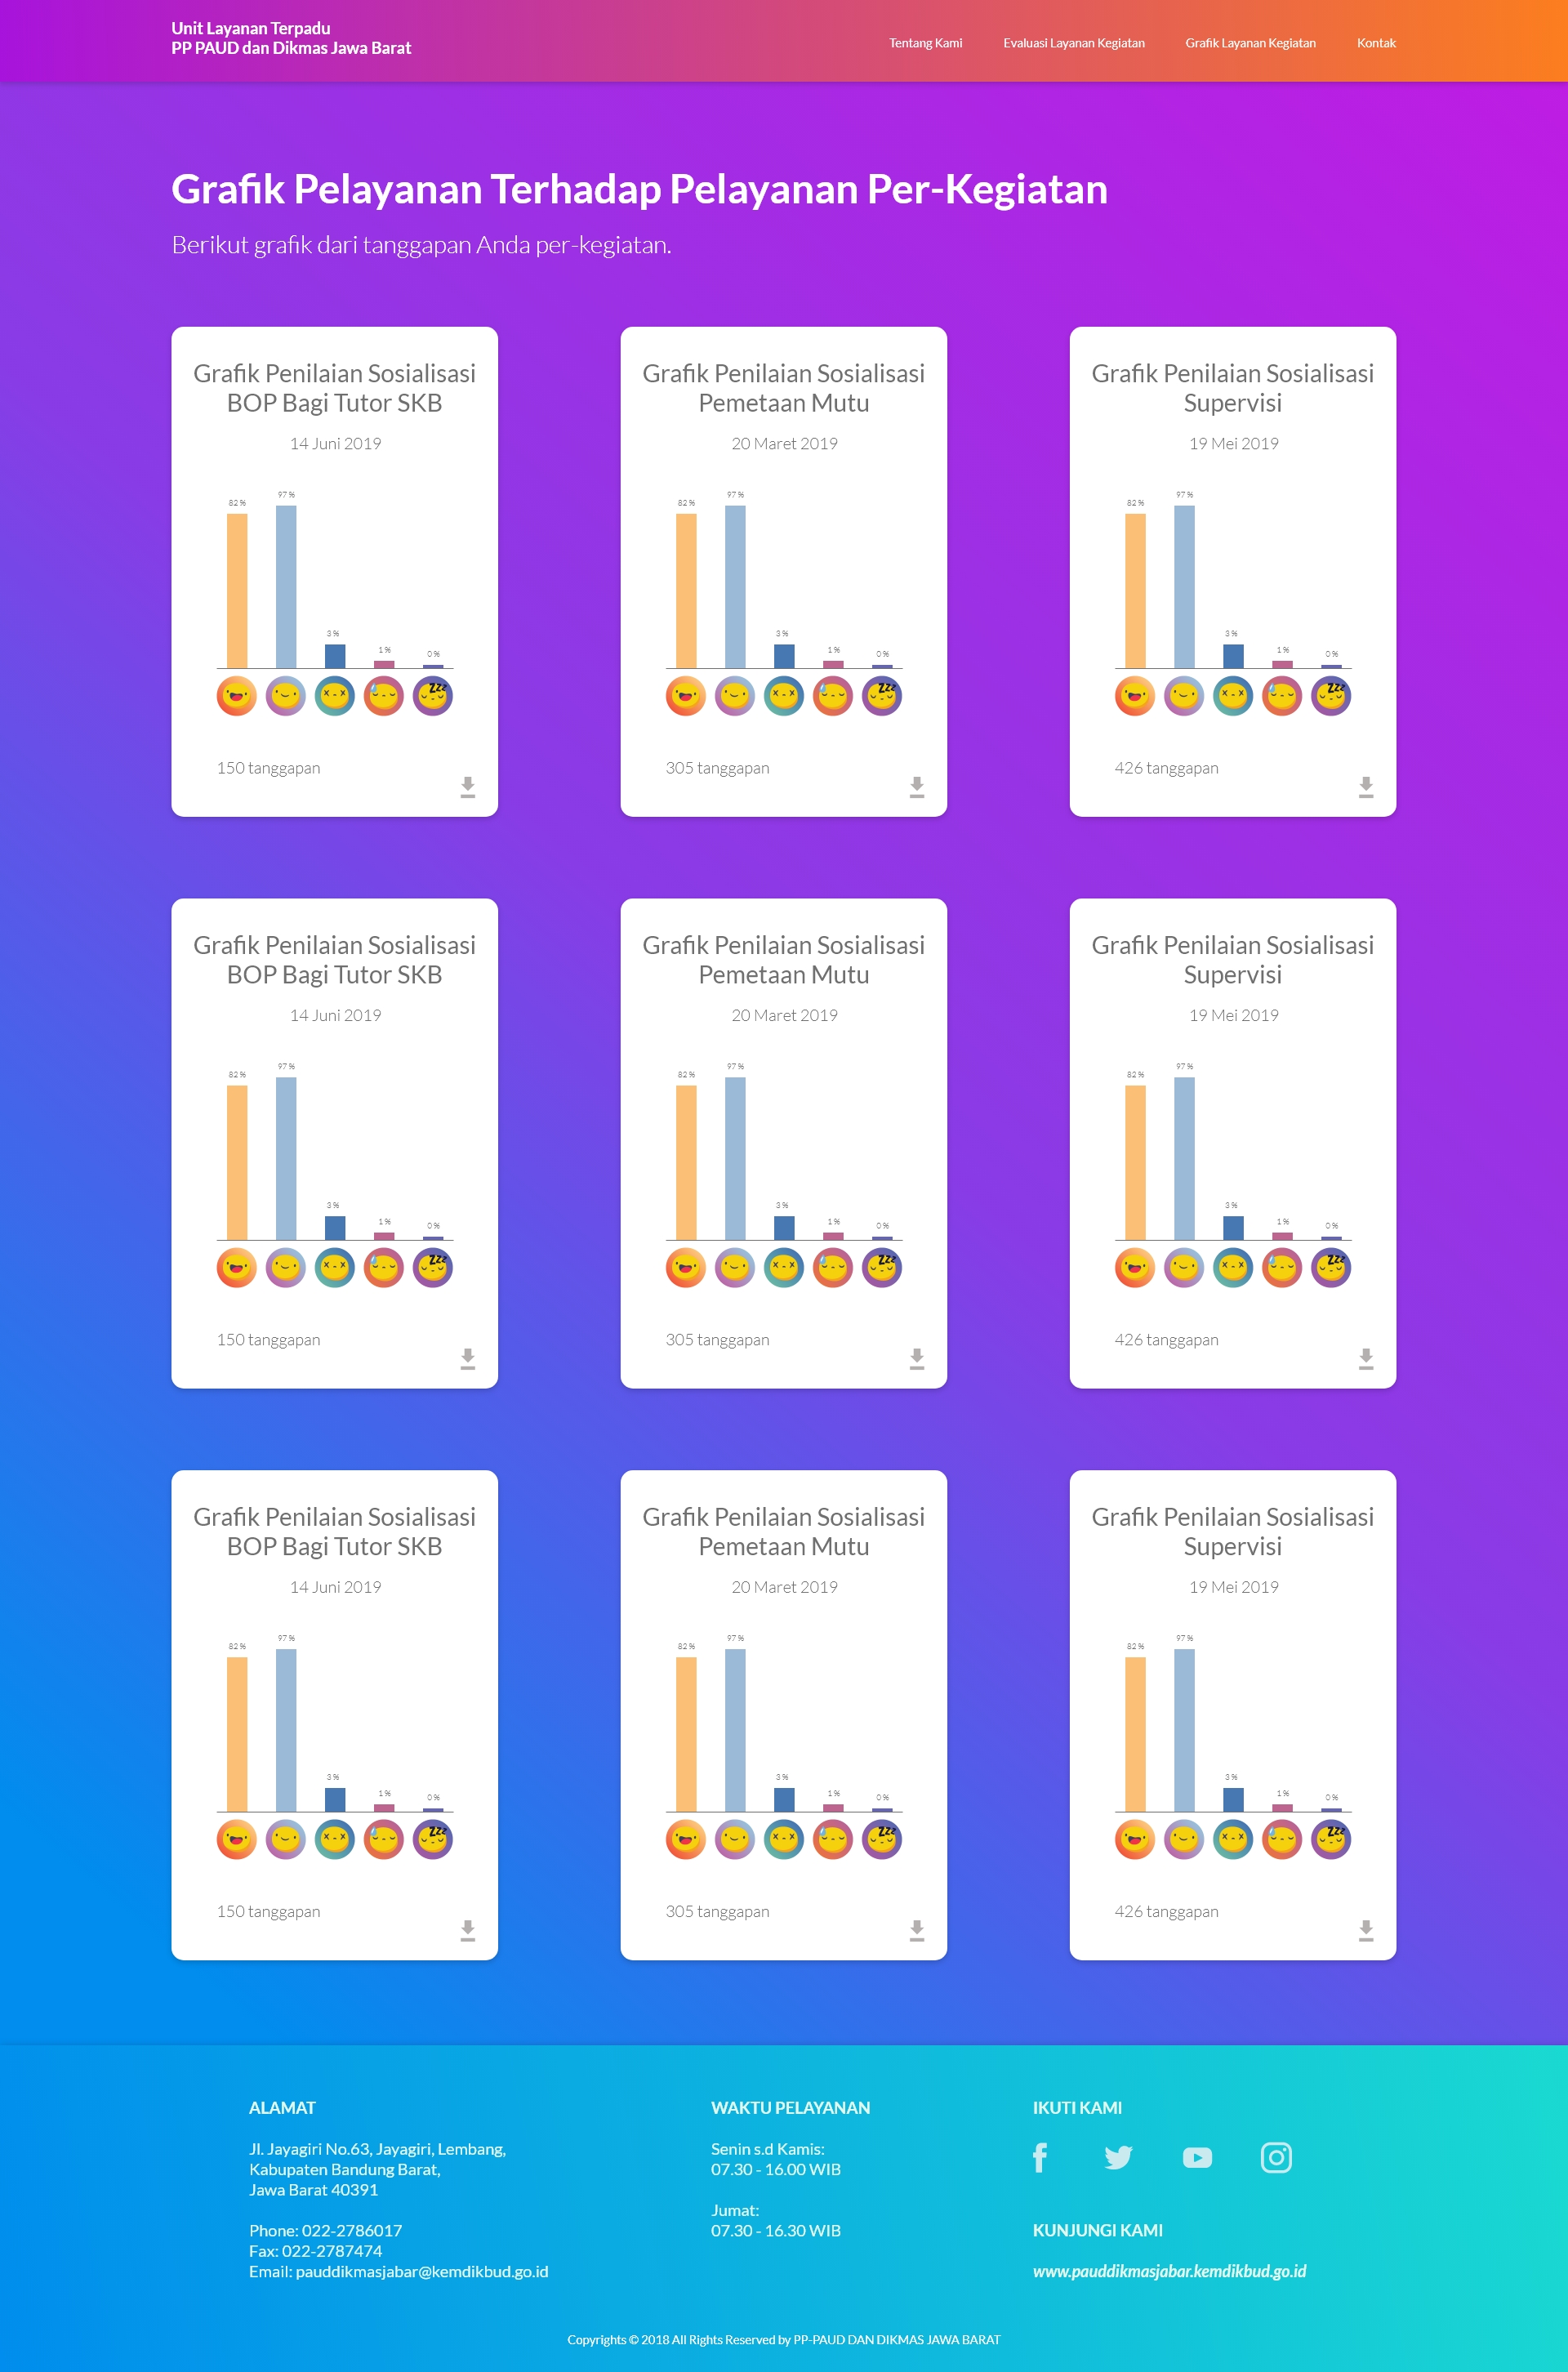 Unit Layanan Terpadu
PP PAUD dan Dikmas Jawa Barat
Tentang Kami
Evaluasi Layanan Kegiatan
Grafik Layanan Kegiatan
Kontak
Grafik Pelayanan Terhadap Pelayanan Per-Kegiatan
Berikut grafik dari tanggapan Anda per-kegiatan.
Grafik Penilaian Sosialisasi
BOP Bagi Tutor SKB
14 Juni 2019
82 %
97 %
3 %
1 %
0 %
zzz
150 tanggapan
Grafik Penilaian Sosialisasi
Pemetaan Mutu
20 Maret 2019
82 %
97 %
3 %
1 %
0 %
zzz
305 tanggapan
Grafik Penilaian Sosialisasi
Supervisi
19 Mei 2019
82 %
97 %
3 %
1 %
0 %
zzz
426 tanggapan
Grafik Penilaian Sosialisasi
BOP Bagi Tutor SKB
14 Juni 2019
82 %
97 %
3 %
1 %
0 %
zzz
150 tanggapan
Grafik Penilaian Sosialisasi
Pemetaan Mutu
20 Maret 2019
82 %
97 %
3 %
1 %
0 %
zzz
305 tanggapan
Grafik Penilaian Sosialisasi
Supervisi
19 Mei 2019
82 %
97 %
3 %
1 %
0 %
zzz
426 tanggapan
Grafik Penilaian Sosialisasi
BOP Bagi Tutor SKB
14 Juni 2019
82 %
97 %
3 %
1 %
0 %
zzz
150 tanggapan
Grafik Penilaian Sosialisasi
Pemetaan Mutu
20 Maret 2019
82 %
97 %
3 %
1 %
0 %
zzz
305 tanggapan
Grafik Penilaian Sosialisasi
Supervisi
19 Mei 2019
82 %
97 %
3 %
1 %
0 %
zzz
426 tanggapan
ALAMAT
Jl. Jayagiri No.63, Jayagiri, Lembang,
Kabupaten Bandung Barat,
Jawa Barat 40391
Phone: 022-2786017
Fax: 022-2787474
Email: pauddikmasjabar@kemdikbud.go.id
WAKTU PELAYANAN
Senin s.d Kamis:
07.30 - 16.00 WIB
Jumat:
07.30 - 16.30 WIB
IKUTI KAMI
KUNJUNGI KAMI
www.pauddikmasjabar.kemdikbud.go.id
Copyrights © 2018 All Rights Reserved by PP-PAUD DAN DIKMAS JAWA BARAT